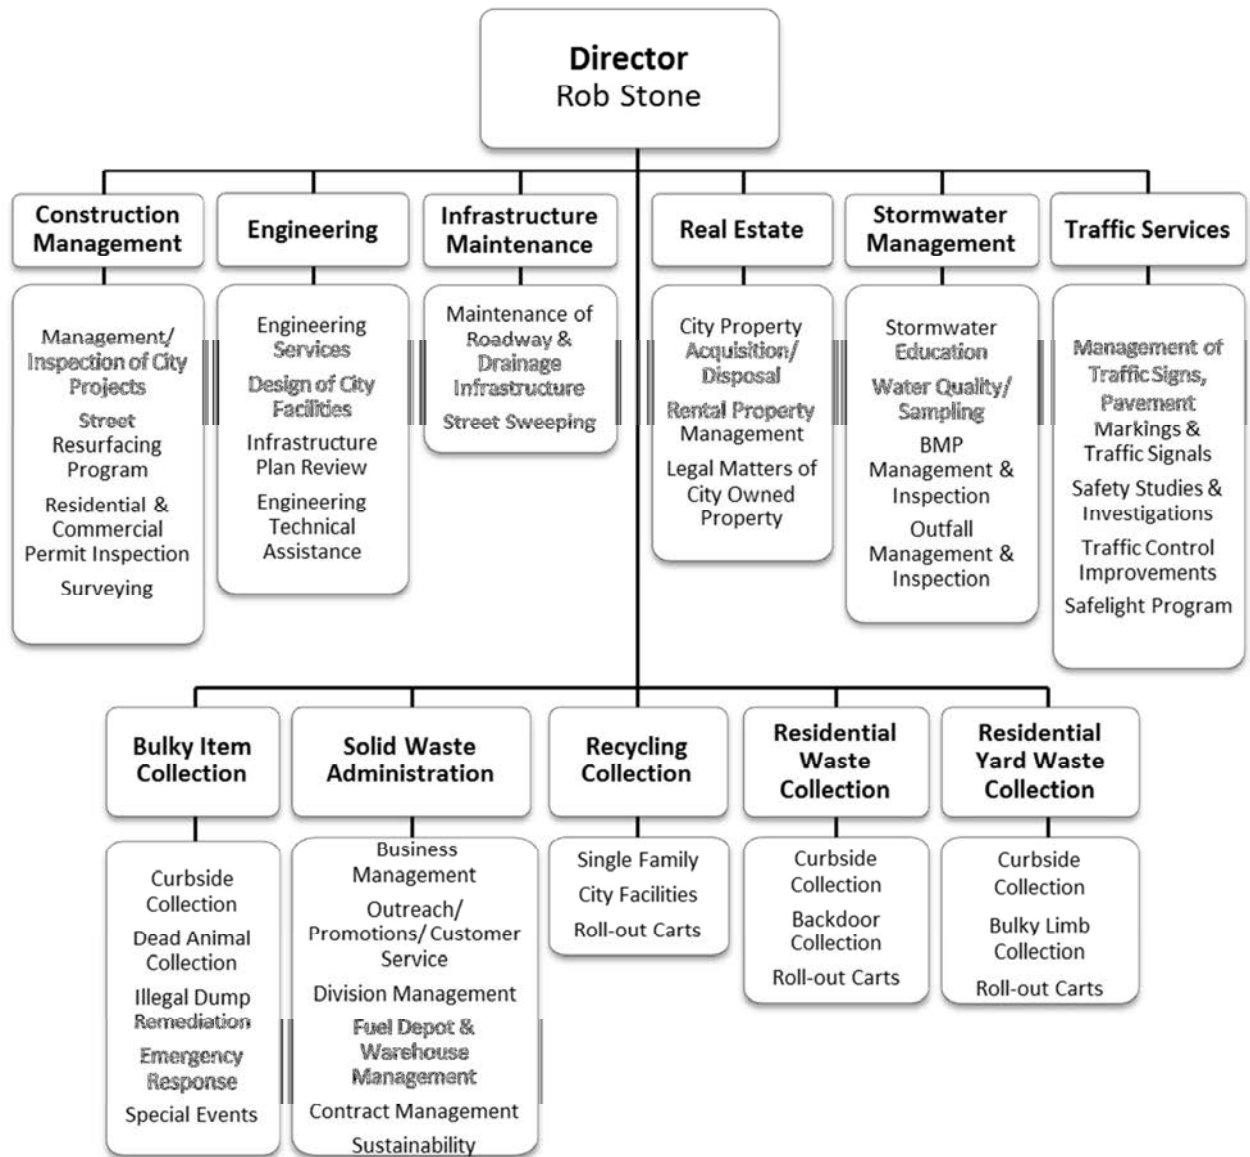 Director
Rob Stone
Construction
Management
Engineering
Infrastructure
Maintenance
Real Estate
Stormwater
Management
Traffic Services
Management/
Inspection of City
Projects
Street
Resurfacing
Program
Residential &
Commercial
Permit Inspection
Surveying
Engineering
Services
Design of City
Facilities
Infrastructure
Plan Review
Engineering
Technical
Assistance
Maintenance of
Roadway &
Drainage
Infrastructure
Street Sweeping
City Property
Acquisition/
Disposal
Rental Property
Management
Legal Matters of
City Owned
Property
Stormwater
Education
Water Quality/
Sampling
BMP
Management &
Inspection
Outfall
Management &
Inspection
Management of
Traffic Signs,
Pavement
Markings &
Traffic Signals
Safety Studies &
Investigations
Traffic Control
Improvements
Safelight Program
Bulky Item
Collection
Solid Waste
Administration
Recycling
Collection
Residential
Waste
Collection
Residential
Yard Waste
Collection
Curbside
Collection
Dead Animal
Collection
Illegal Dump
Remediation
Emergency
Response
Special Events
Business
Management
Outreach/
Promotions/ Customer
Service
Division Management
Fuel Depot &
Warehouse
Management
Contract Management
Sustainability
Single Family
City Facilities
Roll-out Carts
Curbside
Collection
Backdoor
Collection
Roll-out Carts
Curbside
Collection
Bulky Limb
Collection
Roll-out Carts